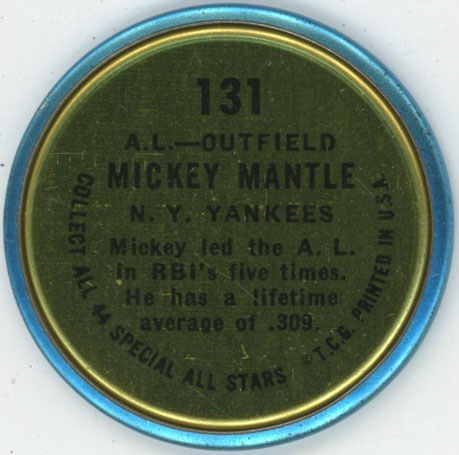 131
A.L.—OUTFIELD
MICKEY MANTLE
N. Y. YANKEES
Mickey led the A. L.
in RBI's five times.
He has a lifetime
average of .309.
COLLECT ALL 44 SPECIAL ALL STARS
©T.C.G. PRINTED IN U.S.A.